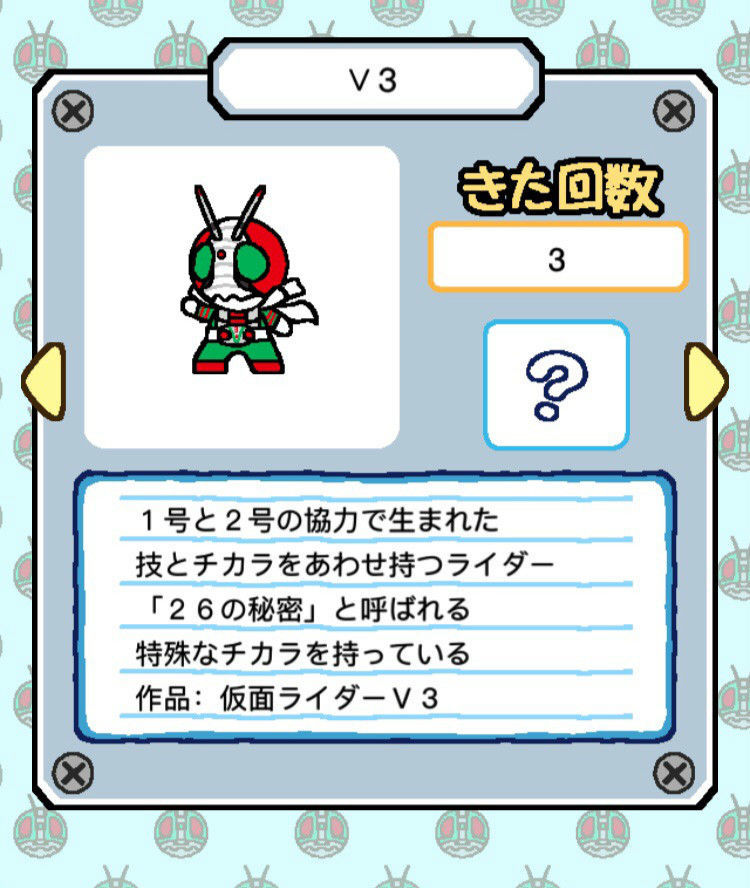 V3
きた回数
3
?
１号と２号の協力で生まれた
技とチカラをあわせ持つライダー
「２６の秘密」と呼ばれる
特殊なチカラを持っている
作品：仮面ライダーV３